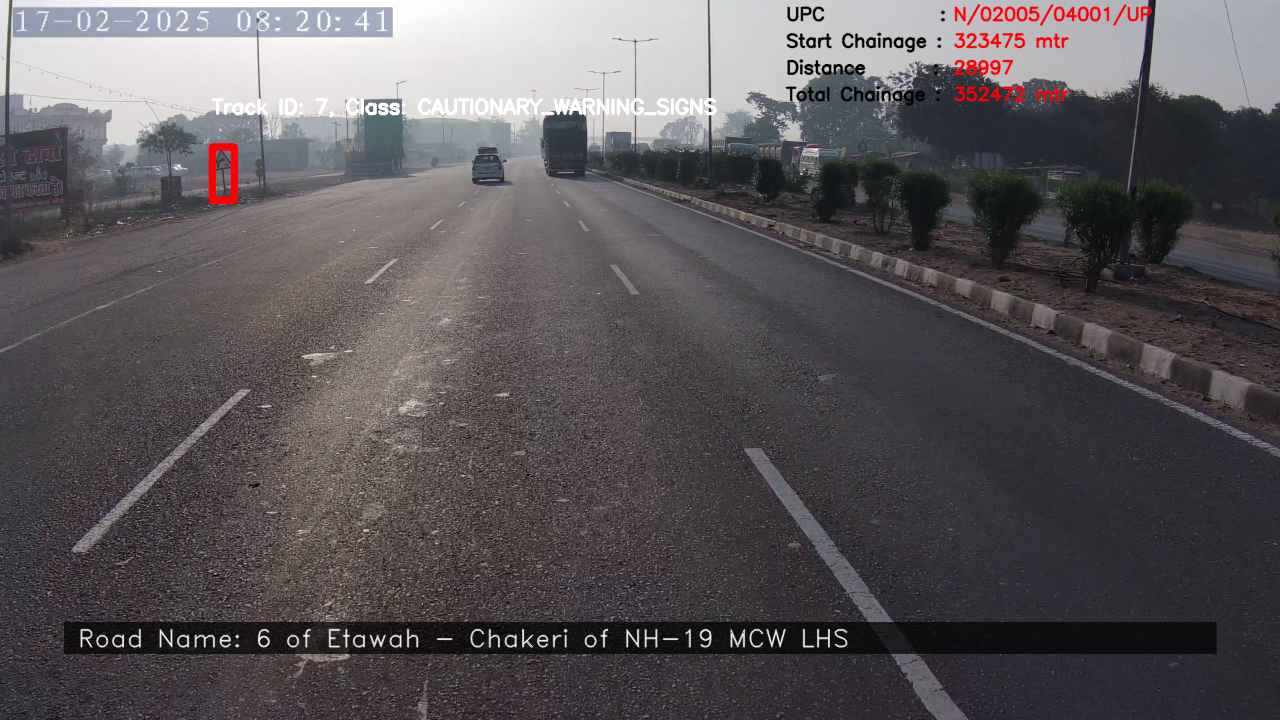 17-02-2025 08:20:41
UPC : N/02005/04001/UP
Start Chainage : 323475 mtr
Distance : 28997
Total Chainage : 352472 mtr
Track ID: 7, Class: CAUTIONARY_WARNING_SIGNS
Road Name: 6 of Etawah - Chakeri of NH-19 MCW LHS